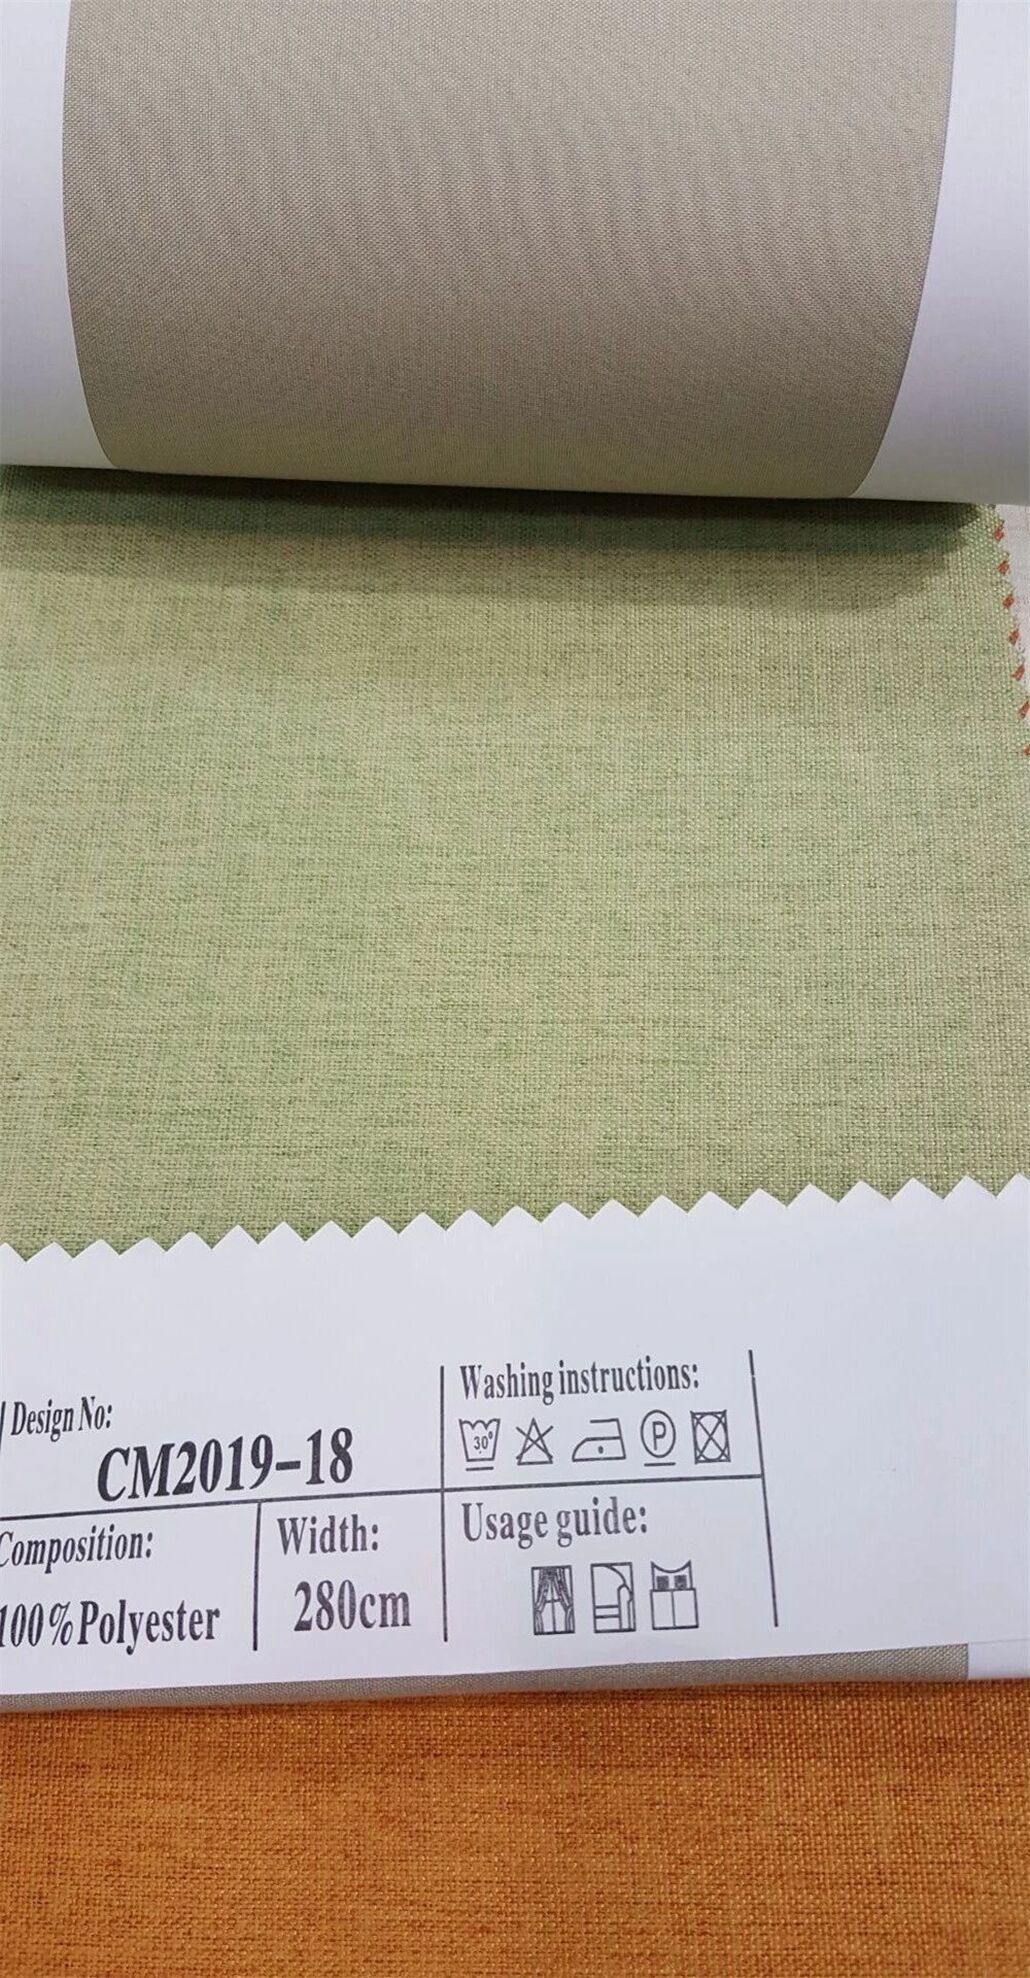 Design No:
CM2019-18
Washing instructions:
30°
P
Composition:
100%Polyester
Width:
280cm
Usage guide: